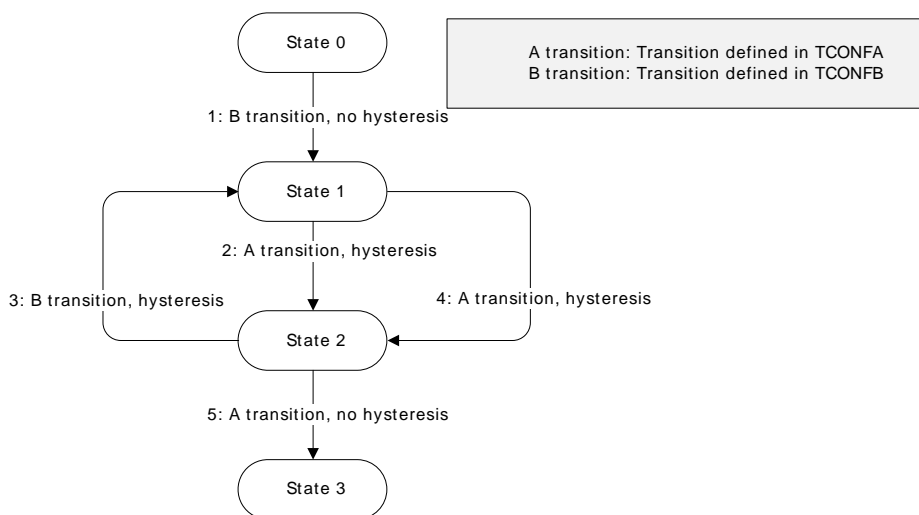 State 0
A transition: Transition defined in TCONFA
B transition: Transition defined in TCONFB
1: B transition, no hysteresis
State 1
2: A transition, hysteresis
3: B transition, hysteresis
4: A transition, hysteresis
State 2
5: A transition, no hysteresis
State 3